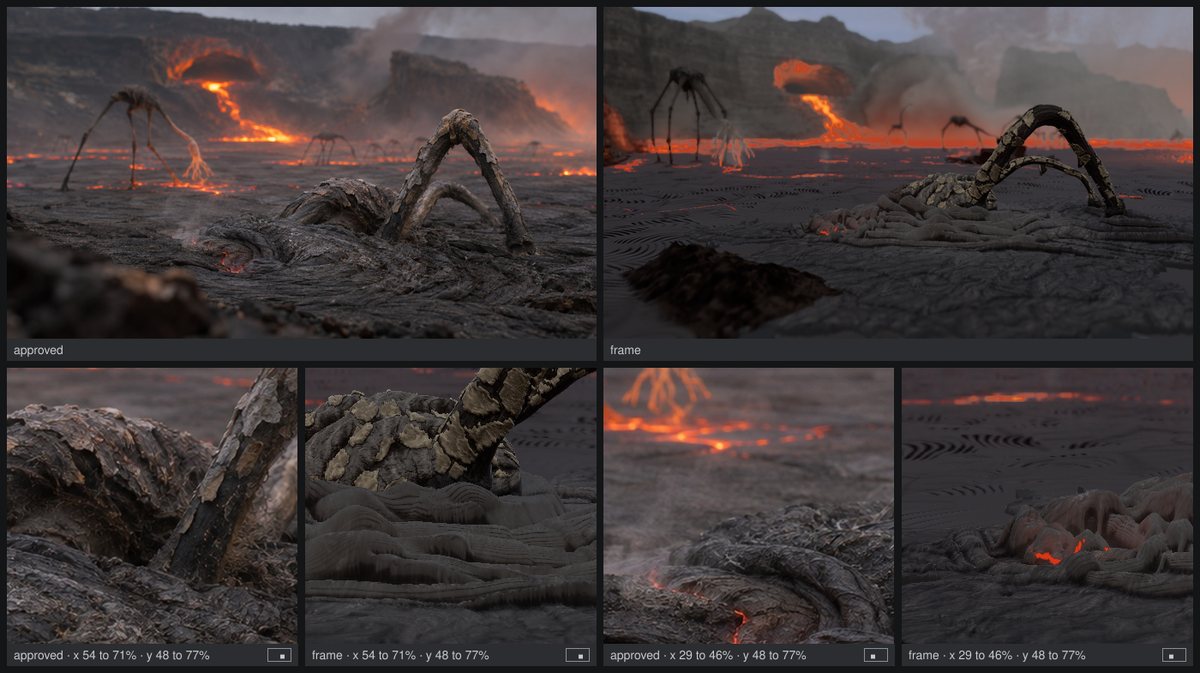 approved
frame
approved · x 54 to 71% · y 48 to 77%
frame · x 54 to 71% · y 48 to 77%
approved · x 29 to 46% · y 48 to 77%
frame · x 29 to 46% · y 48 to 77%